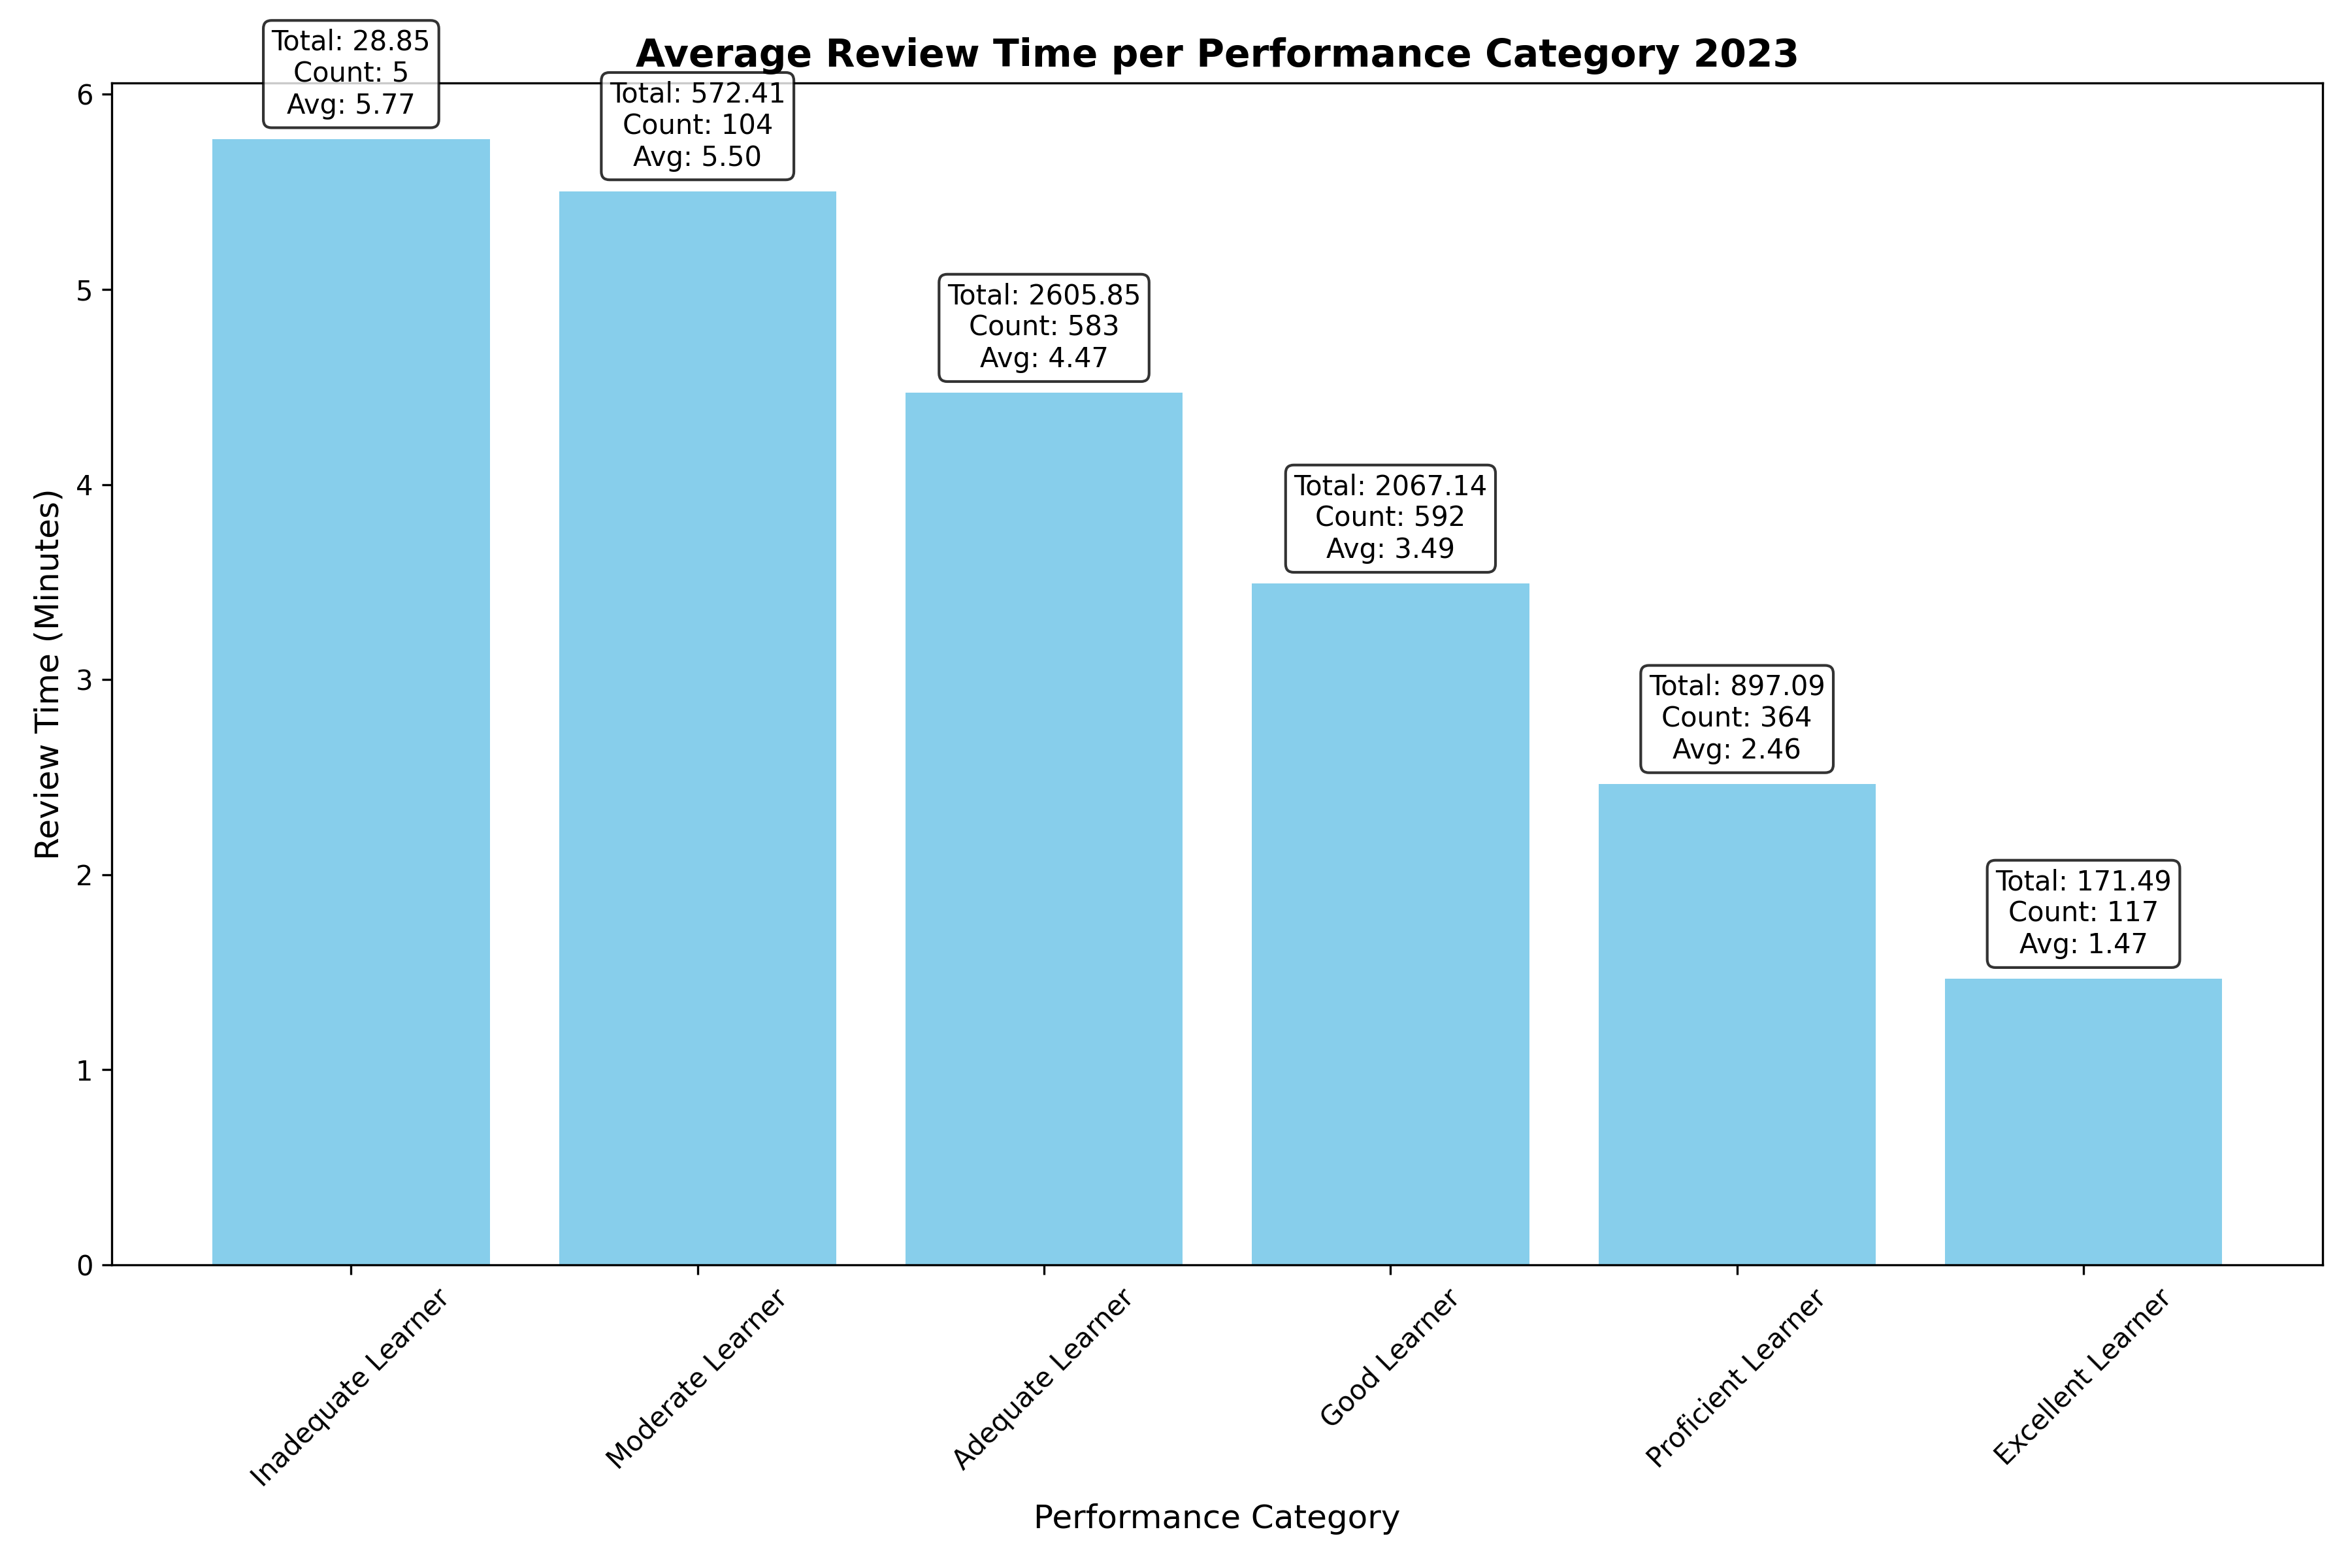 Average Review Time per Performance Category 2023
Total: 28.85
Count: 5
Avg: 5.77
Total: 572.41
Count: 104
Avg: 5.50
Total: 2605.85
Count: 583
Avg: 4.47
Total: 2067.14
Count: 592
Avg: 3.49
Total: 897.09
Count: 364
Avg: 2.46
Total: 171.49
Count: 117
Avg: 1.47
Review Time (Minutes)
6
5
4
3
2
1
0
Inadequate Learner
Moderate Learner
Adequate Learner
Good Learner
Proficient Learner
Excellent Learner
Performance Category